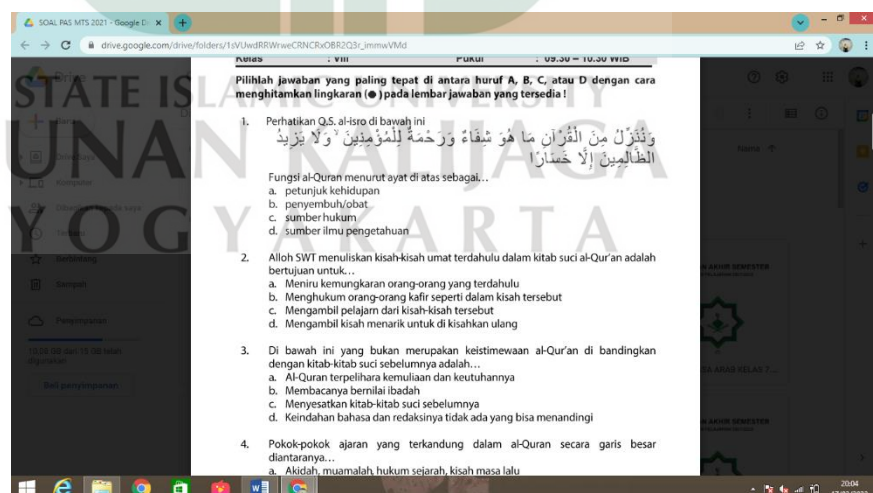 SOAL PAS MTS 2021 - Google D
drive.google.com/drive/folders/1sVUwdRRWrweCRNCRxOBR2Q3r_immwVMd
Drive
Kelas : VIII Pukul : 09.30 – 10.30 WIB
Pilihlah jawaban yang paling tepat di antara huruf A, B, C, atau D dengan cara
menghitamkan lingkaran (●) pada lembar jawaban yang tersedia !
STATE ISLAMIC UNIVERSITY
SUNAN KALIJAGA
YOGYAKARTA
1. Perhatikan Q.S. al-isro di bawah ini
وَنُنَزِّلُ مِنَ الْقُرْآنِ مَا هُوَ شِفَاءٌ وَرَحْمَةٌ لِلْمُؤْمِنِينَ ۙ وَلَا يَزِيدُ
الظَّالِمِينَ إِلَّا خَسَارًا
Fungsi al-Quran menurut ayat di atas sebagai…
a. petunjuk kehidupan
b. penyembuh/obat
c. sumber hukum
d. sumber ilmu pengetahuan
2. Alloh SWT menuliskan kisah-kisah umat terdahulu dalam kitab suci al-Qur'an adalah
bertujuan untuk…
a. Meniru kemungkaran orang-orang yang terdahulu
b. Menghukum orang-orang kafir seperti dalam kisah tersebut
c. Mengambil pelajarn dari kisah-kisah tersebut
d. Mengambil kisah menarik untuk di kisahkan ulang
3. Di bawah ini yang bukan merupakan keistimewaan al-Qur'an di bandingkan
dengan kitab-kitab suci sebelumnya adalah…
a. Al-Quran terpelihara kemuliaan dan keutuhannya
b. Membacanya bernilai ibadah
c. Menyesatkan kitab-kitab suci sebelumnya
d. Keindahan bahasa dan redaksinya tidak ada yang bisa menandingi
4. Pokok-pokok ajaran yang terkandung dalam al-Quran secara garis besar
diantaranya…
a. Akidah, muamalah, hukum sejarah, kisah masa lalu
Komputer
Berbintang
Sampah
Penyimpanan
Beli penyimpanan
Nama
AKHIR SEMESTER
ARAB KELAS 7...
AKHIR SEMESTER
20:04